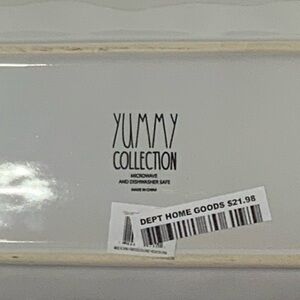 YUMMY
COLLECTION
MICROWAVE
AND DISHWASHER SAFE
MADE IN CHINA
DEPT HOME GOODS $21.98